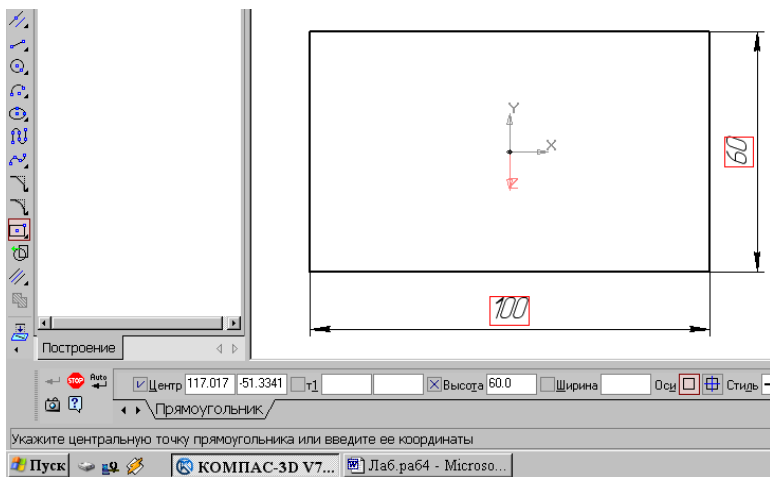 Y
X
Z
60
100
Построение
Auto
STOP
Центр 117.017 -51.3341 т1 Высота 60.0 Ширина Оси Стиль
Прямоугольник
Укажите центральную точку прямоугольника или введите ее координаты
Пуск КОМПАС-3D V7... Лаб.раб4 - Microso...